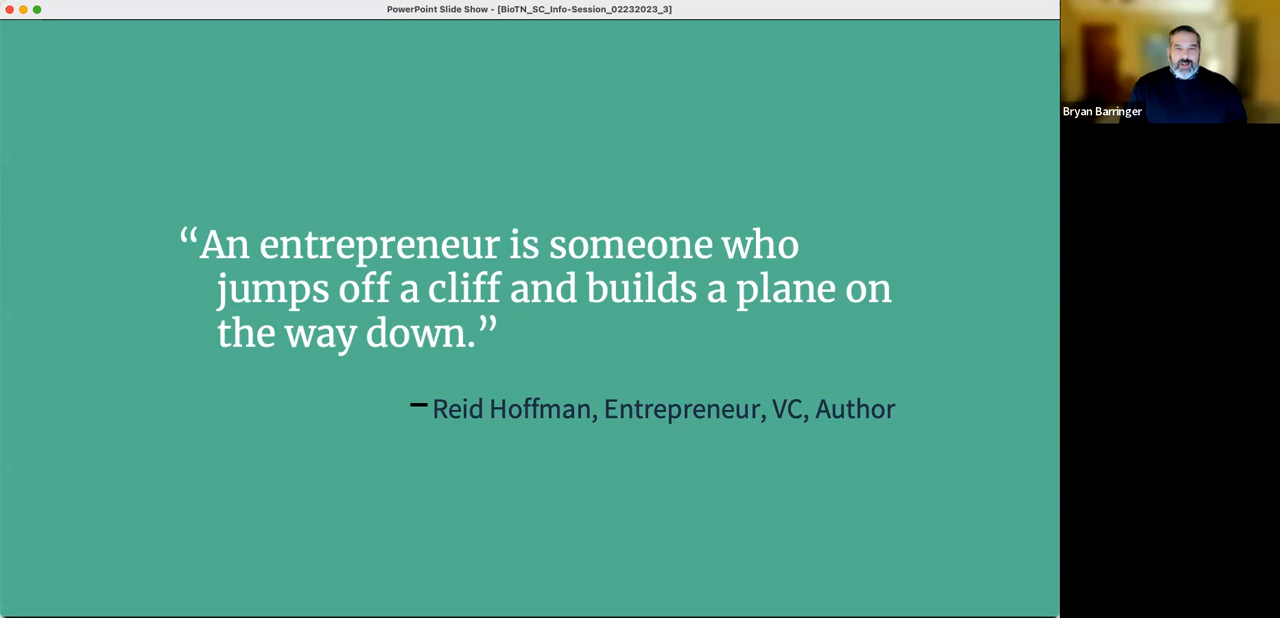 PowerPoint Slide Show - [BioTN_SC_Info-Session_02232023_3]
“An entrepreneur is someone who
jumps off a cliff and builds a plane on
the way down.”
– Reid Hoffman, Entrepreneur, VC, Author
Bryan Barringer